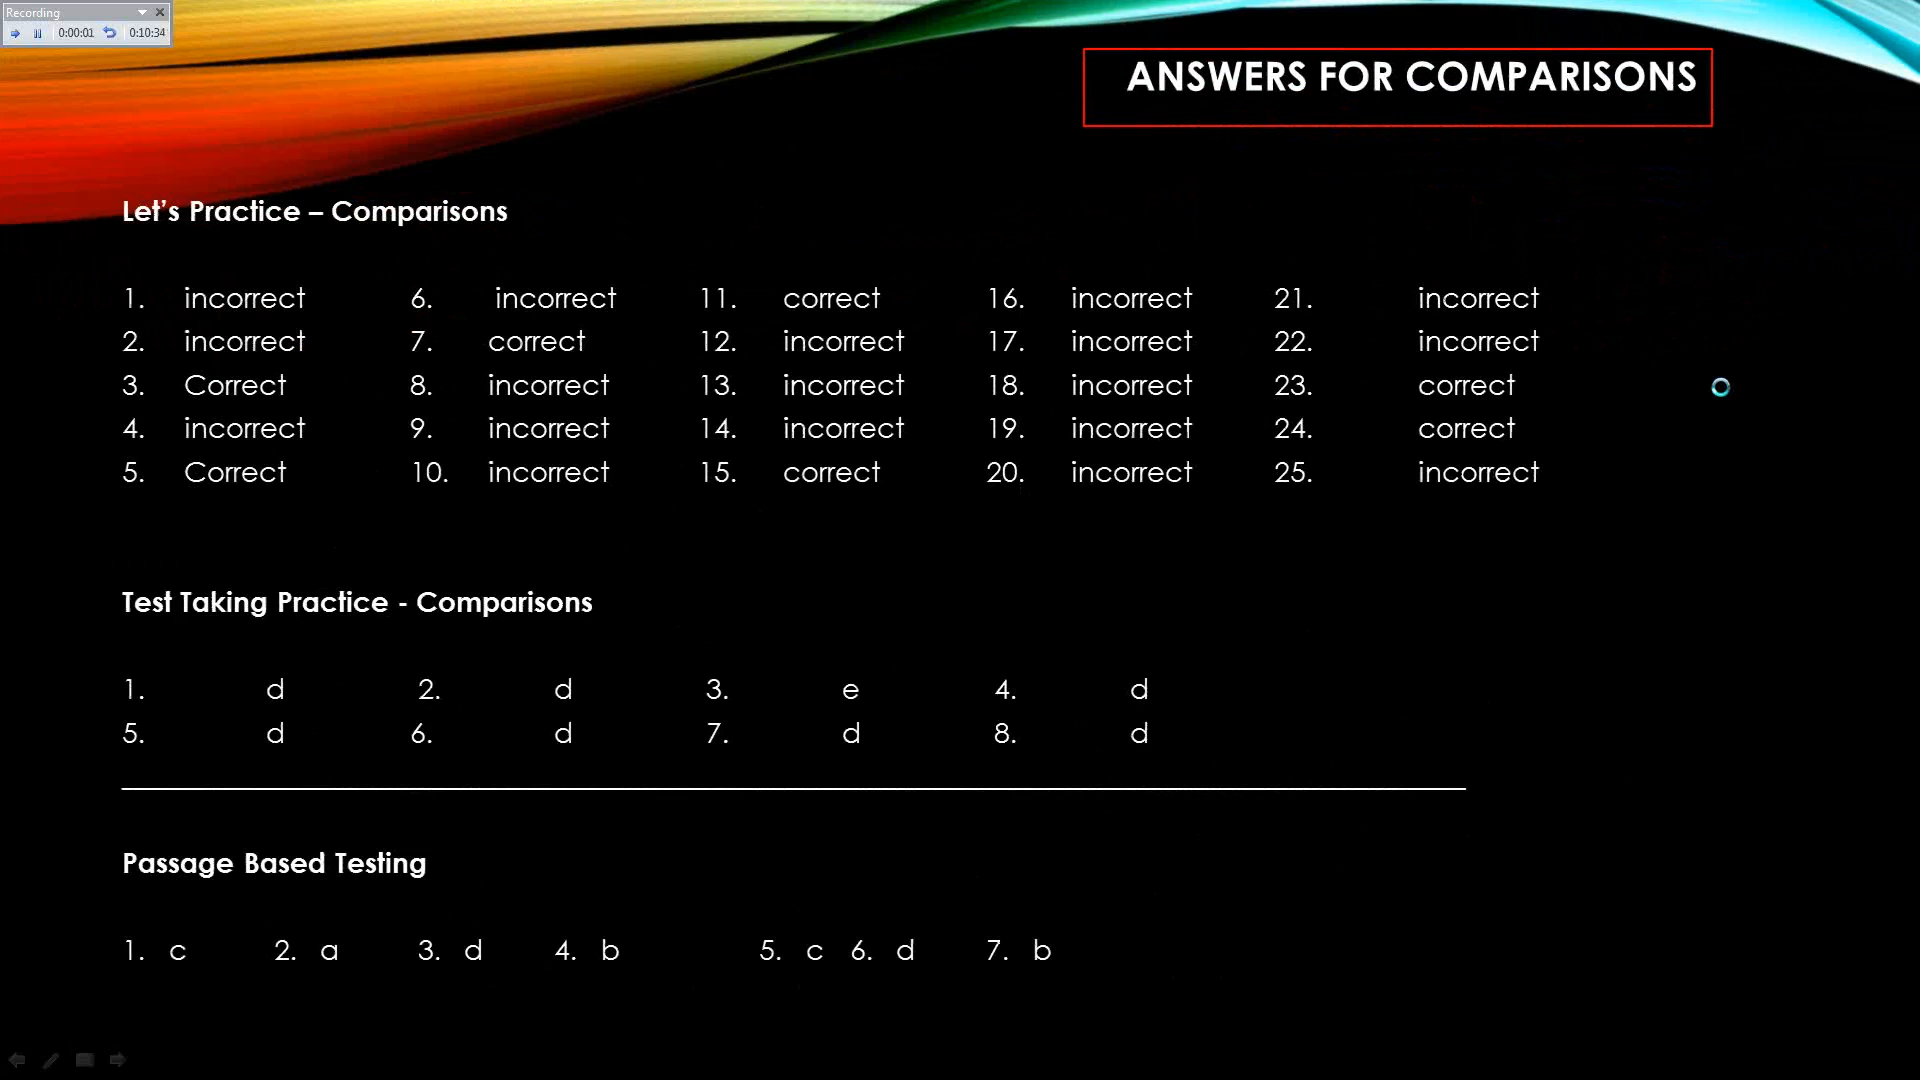 Recording
0:00:01 0:10:34
ANSWERS FOR COMPARISONS
Let's Practice – Comparisons
1. incorrect 6. incorrect 11. correct 16. incorrect 21. incorrect
2. incorrect 7. correct 12. incorrect 17. incorrect 22. incorrect
3. Correct 8. incorrect 13. incorrect 18. incorrect 23. correct
4. incorrect 9. incorrect 14. incorrect 19. incorrect 24. correct
5. Correct 10. incorrect 15. correct 20. incorrect 25. incorrect
Test Taking Practice - Comparisons
1. d 2. d 3. e 4. d
5. d 6. d 7. d 8. d
Passage Based Testing
1. c 2. a 3. d 4. b 5. c 6. d 7. b